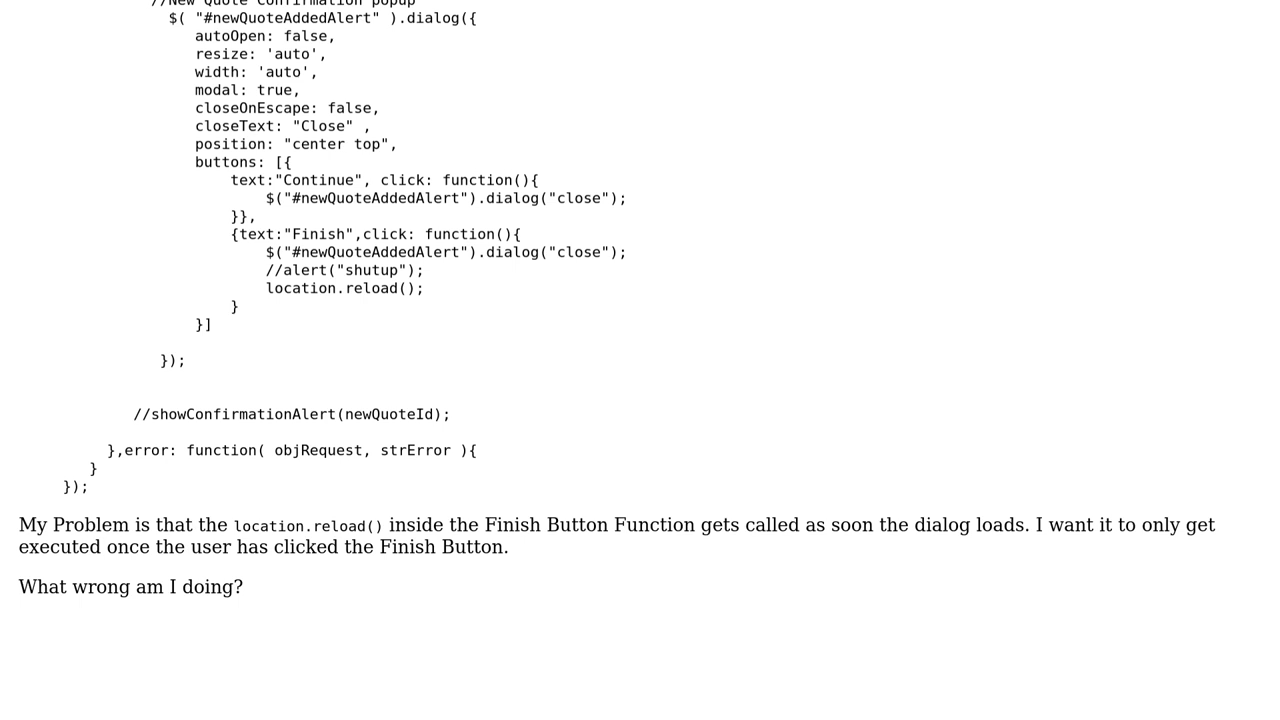 //New Quote Confirmation popup
$( "#newQuoteAddedAlert" ).dialog({
autoOpen: false,
resize: 'auto',
width: 'auto',
modal: true,
closeOnEscape: false,
closeText: "Close" ,
position: "center top",
buttons: [{
text:"Continue", click: function(){
$("#newQuoteAddedAlert").dialog("close");
}},
{text:"Finish",click: function(){
$("#newQuoteAddedAlert").dialog("close");
//alert("shutup");
location.reload();
}
}]
});
//showConfirmationAlert(newQuoteId);
},error: function( objRequest, strError ){
}
});
My Problem is that the location.reload() inside the Finish Button Function gets called as soon the dialog loads. I want it to only get
executed once the user has clicked the Finish Button.
What wrong am I doing?